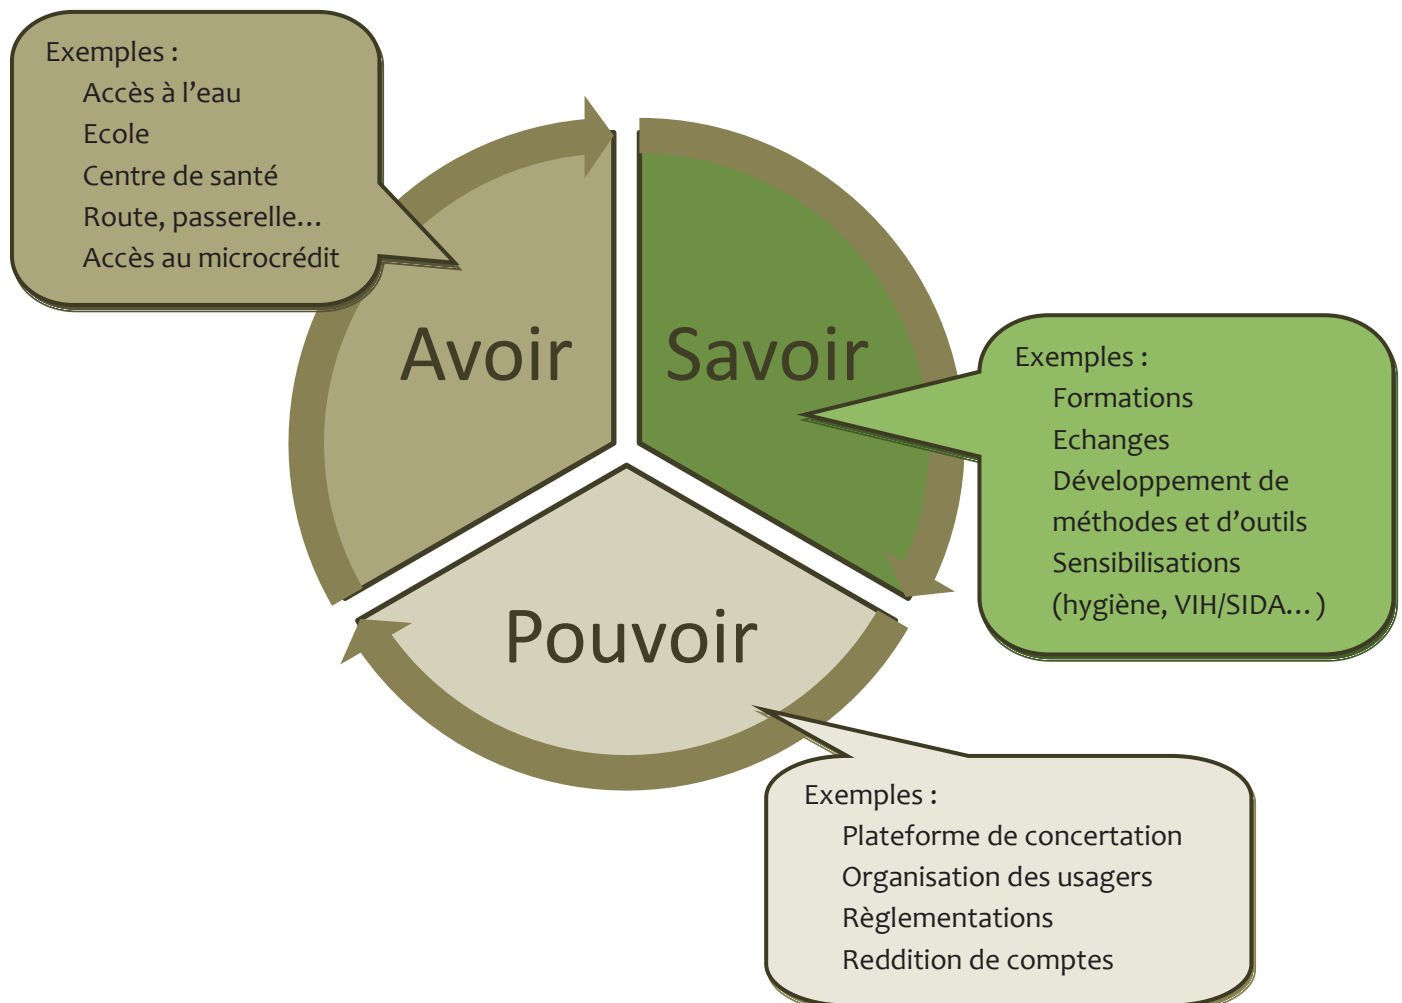 Exemples :
Accès à l’eau
Ecole
Centre de santé
Route, passerelle…
Accès au microcrédit
Avoir
Savoir
Exemples :
Formations
Echanges
Développement de
méthodes et d’outils
Sensibilisations
(hygiène, VIH/SIDA…)
Pouvoir
Exemples :
Plateforme de concertation
Organisation des usagers
Règlementations
Reddition de comptes